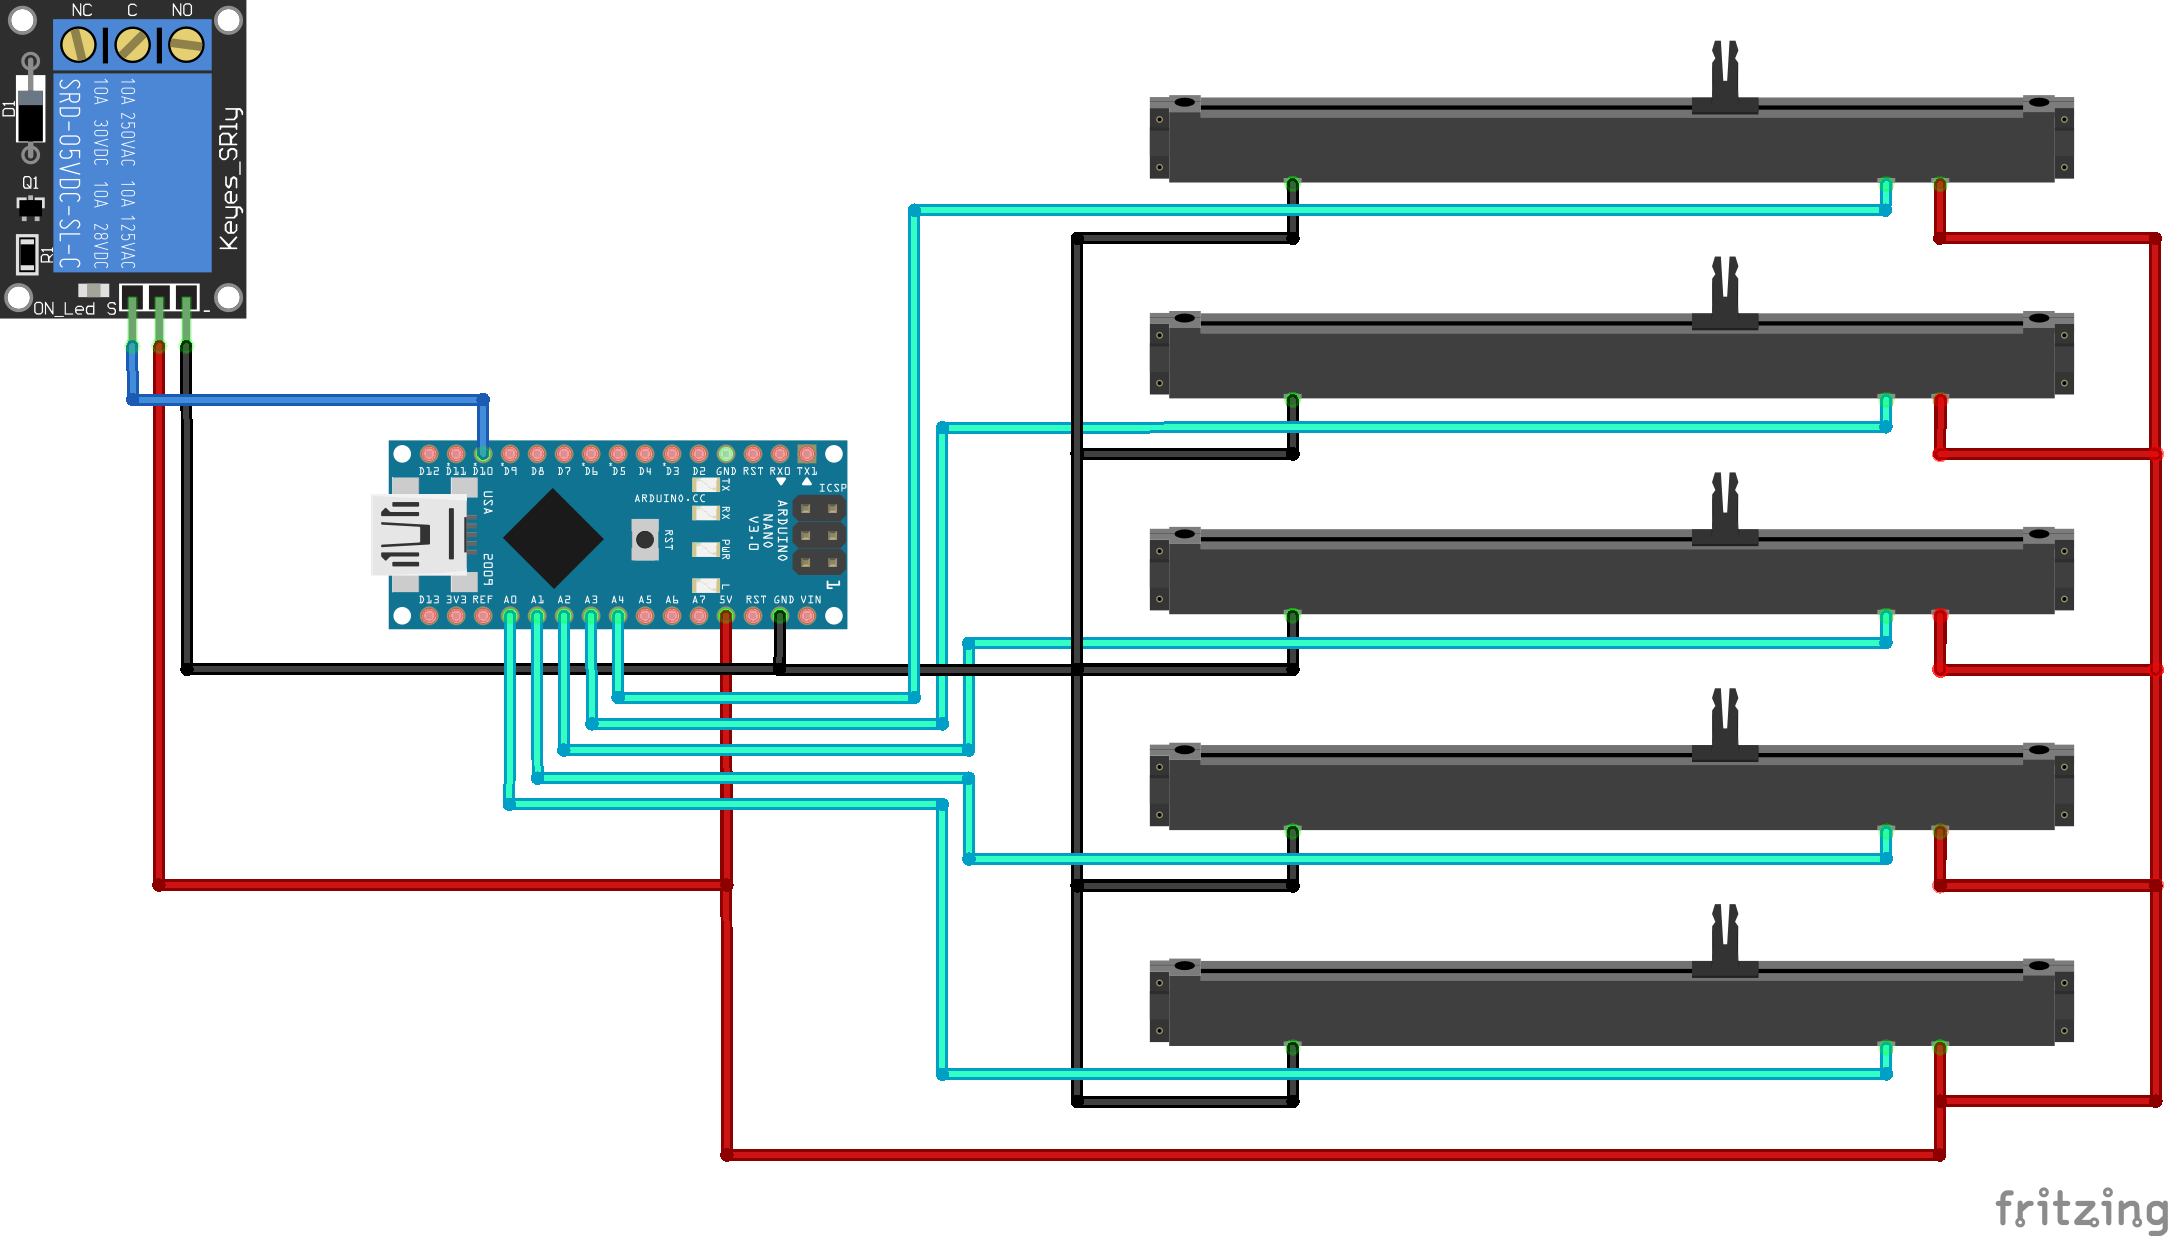 NC C NO
D1
SRD-05VDC-SL-C
10A 30VDC 10A 28VDC
10A 250VAC 10A 125VAC
Keyes_SRly
Q1
R1
ON_Led S -
D12 D11 D10 D9 D8 D7 D6 D5 D4 D3 D2 GND RST RX0 TX1
USA
ARDUINO.CC
TX
RX
PWR
L
RST
ICSP
ARDUINO
NANO
V3.0
1
2009
D13 3V3 REF A0 A1 A2 A3 A4 A5 A6 A7 5V RST GND VIN
fritzing